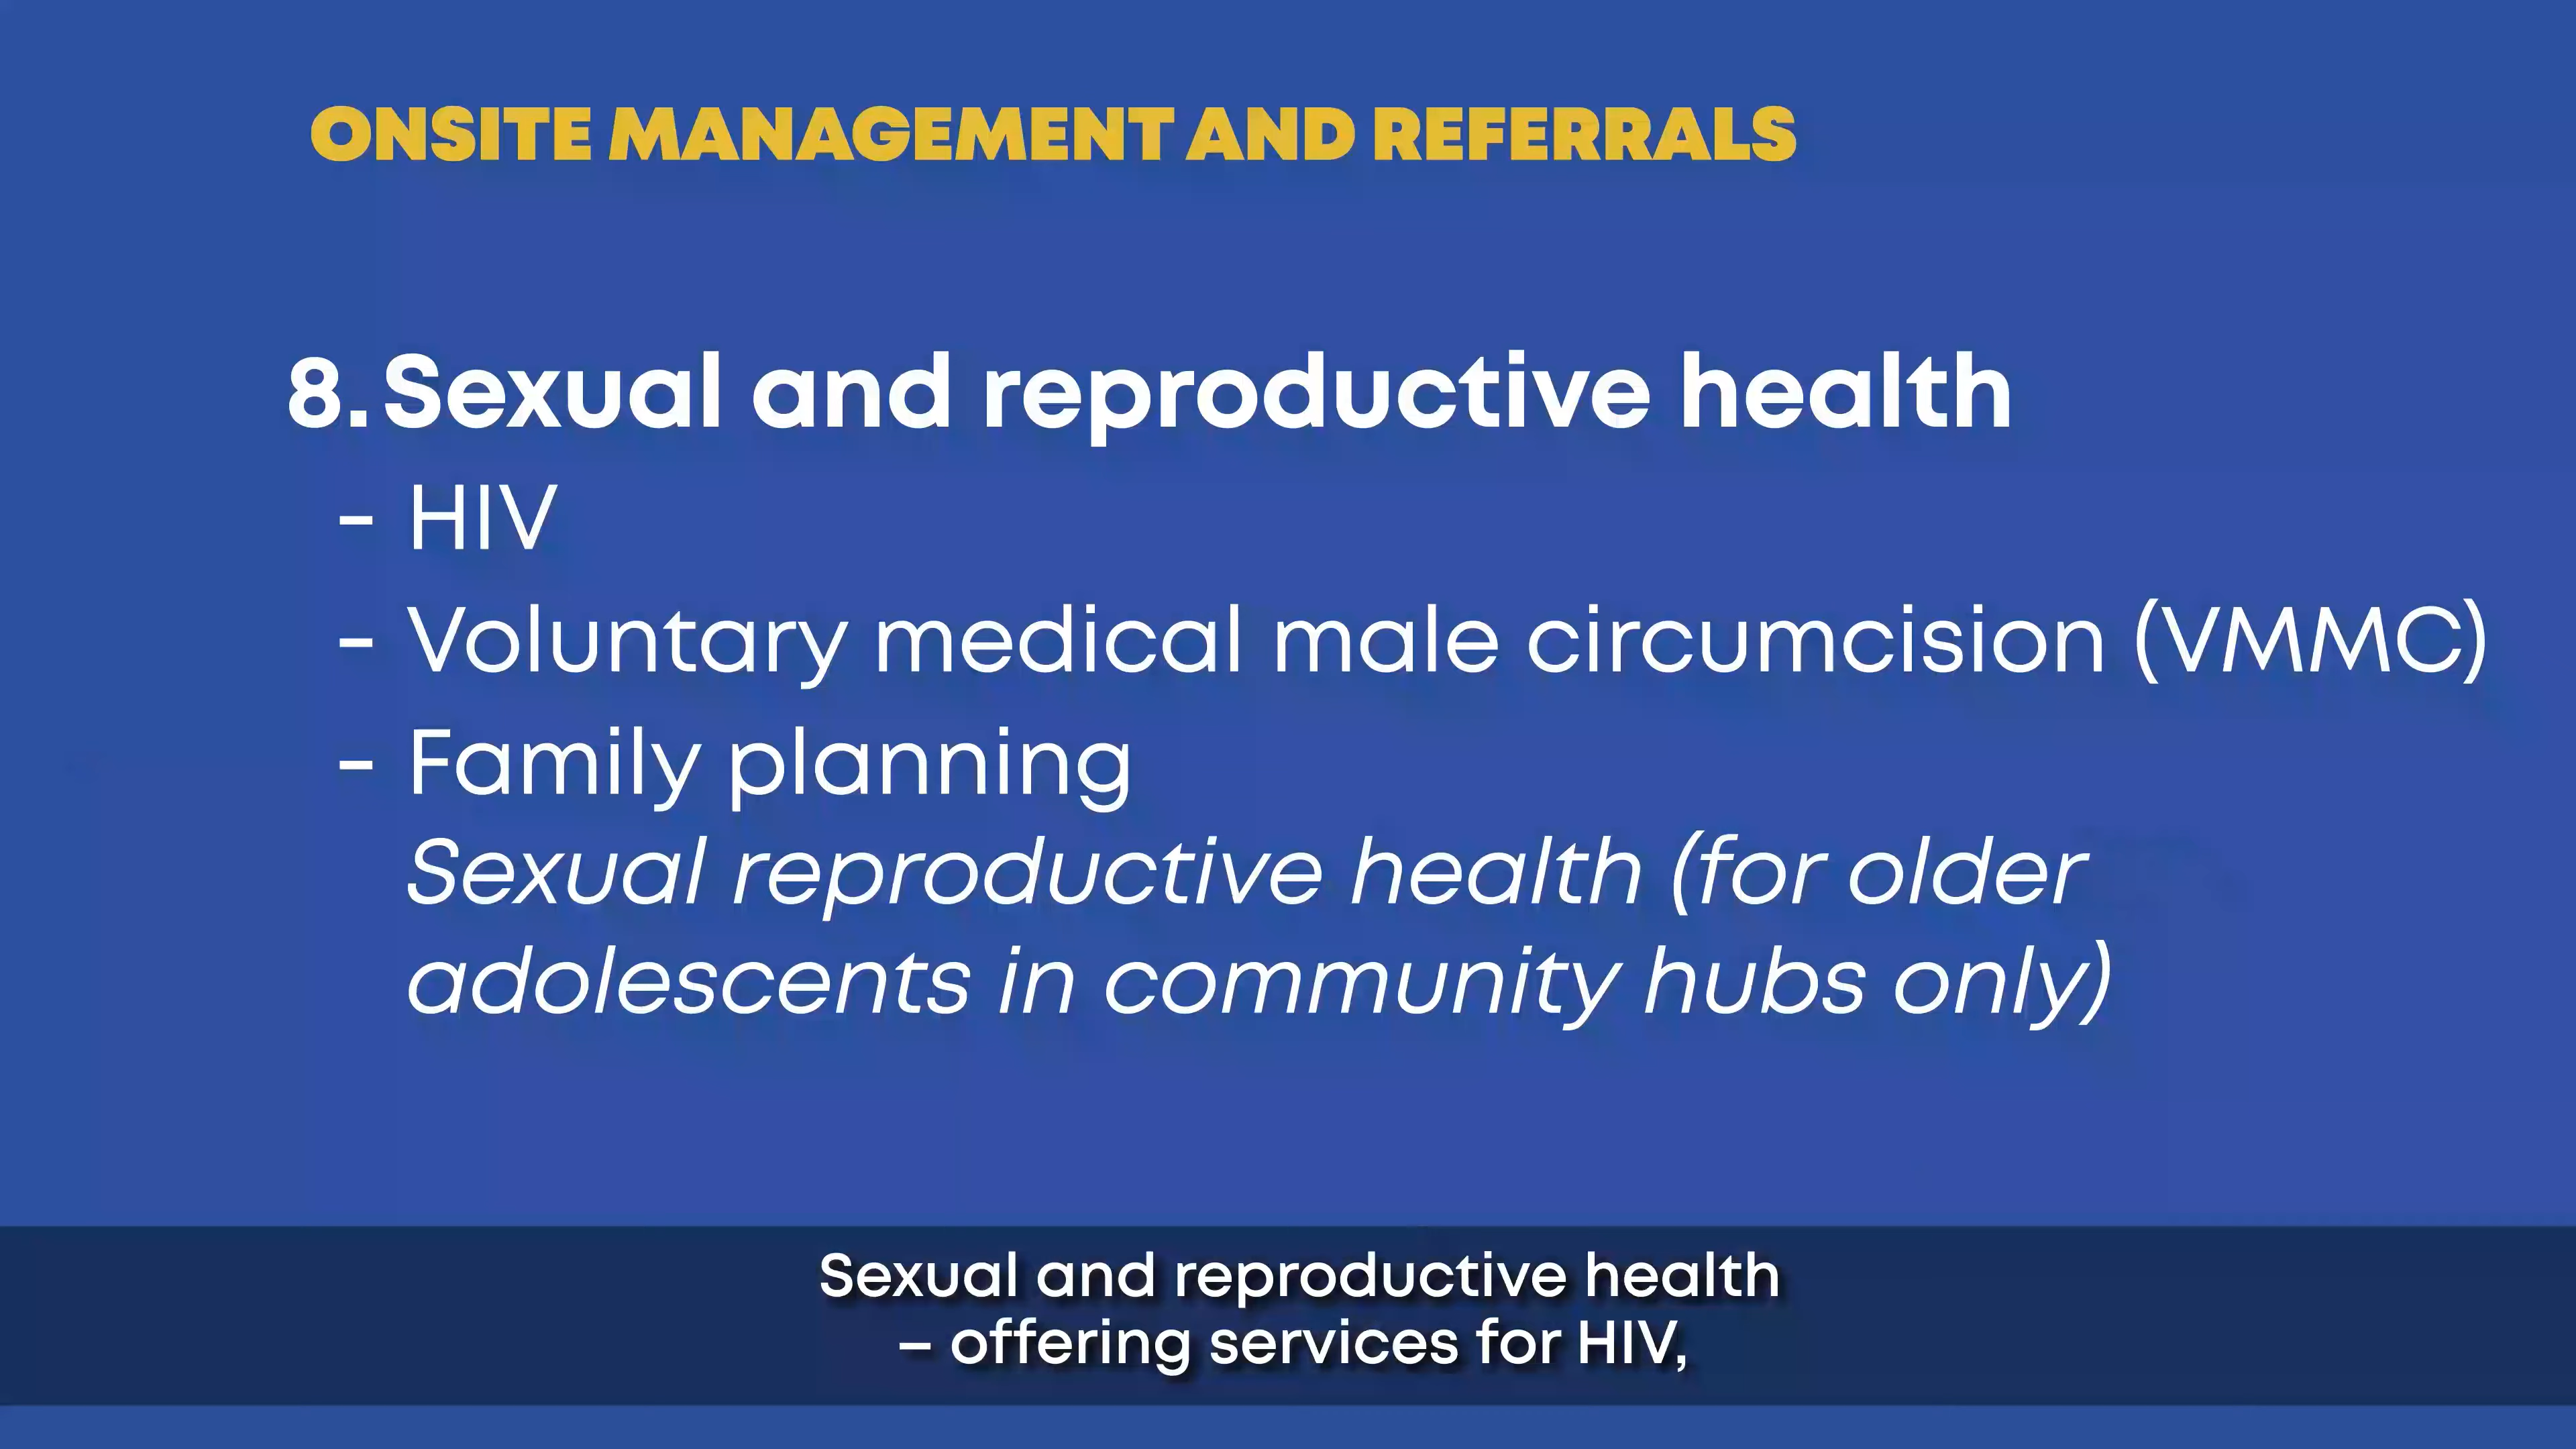 ONSITE MANAGEMENT AND REFERRALS
8. Sexual and reproductive health
- HIV
- Voluntary medical male circumcision (VMMC)
- Family planning
Sexual reproductive health (for older
adolescents in community hubs only)
Sexual and reproductive health
– offering services for HIV,